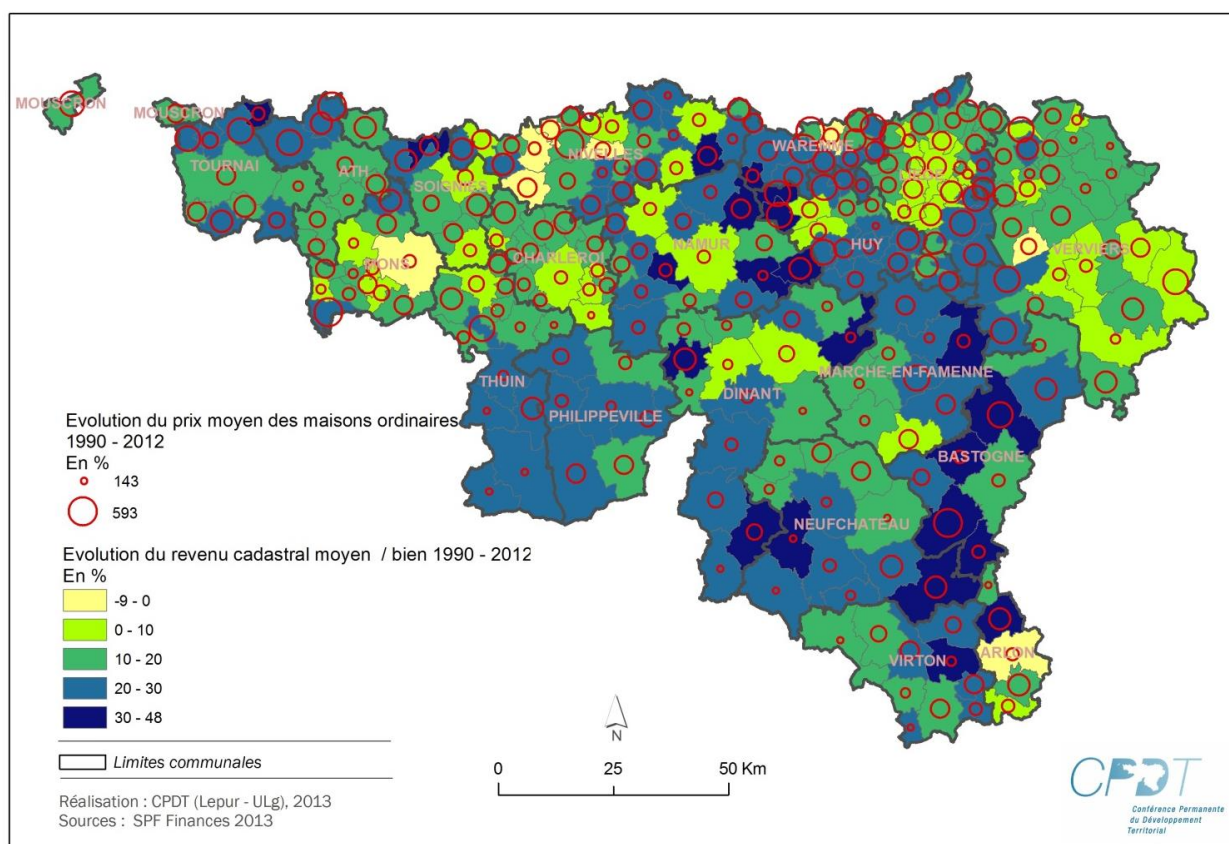 MOUSCRON
MOUSCRON
TOURNAI
ATH
SOIGNIES
NIVELLES
WAREMME
LIEGE
MONS
CHARLEROI
NAMUR
HUY
VERVIERS
THUIN
PHILIPPEVILLE
DINANT
MARCHE-EN-FAMENNE
BASTOGNE
NEUFCHATEAU
VIRTON
ARLON
Evolution du prix moyen des maisons ordinaires
1990 - 2012
En %
143
593
Evolution du revenu cadastral moyen / bien 1990 - 2012
En %
-9 - 0
0 - 10
10 - 20
20 - 30
30 - 48
Limites communales
Réalisation : CPDT (Lepur - ULg), 2013
Sources : SPF Finances 2013
N
0 25 50 Km
CPDT
Conférence Permanente
du Développement
Territorial